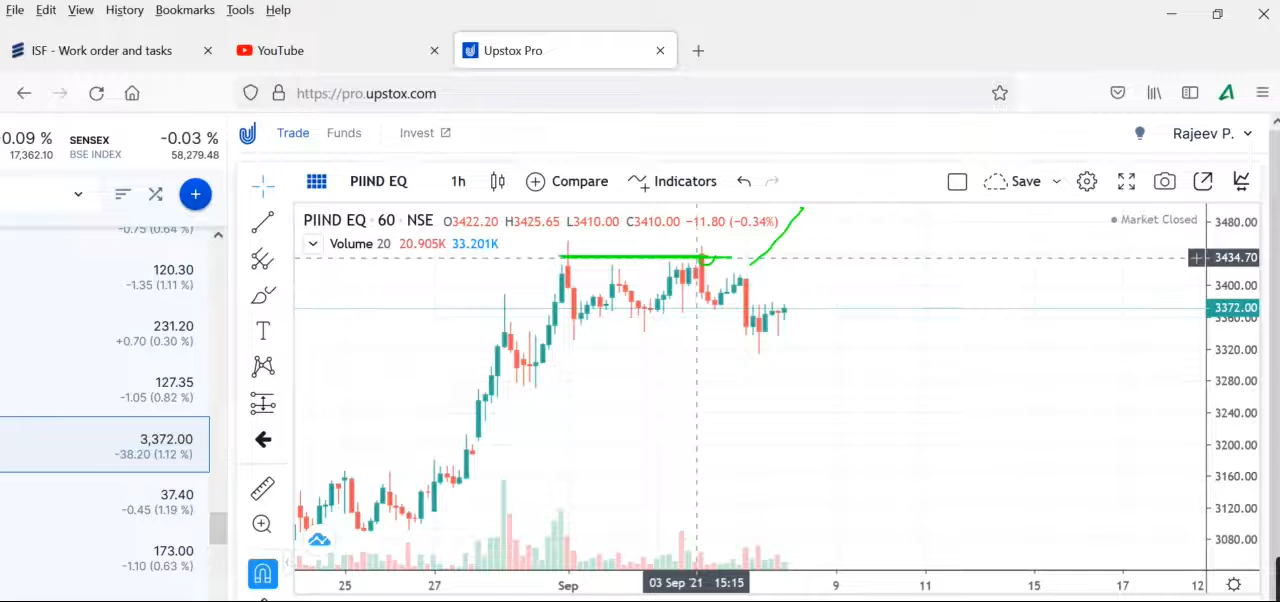 File Edit View History Bookmarks Tools Help
ISF - Work order and tasks YouTube Upstox Pro
https://pro.upstox.com
0.09 % SENSEX -0.03 %
17,362.10 BSE INDEX 58,279.48
Trade Funds Invest Rajeev P.
PIIND EQ 1h Compare Indicators Save
PIIND EQ · 60 · NSE O3422.20 H3425.65 L3410.00 C3410.00 −11.80 (−0.34%) Market Closed
Volume 20 20.905K 33.201K
-0.75 (0.64 %)
120.30
-1.35 (1.11 %)
231.20
+0.70 (0.30 %)
127.35
-1.05 (0.82 %)
3,372.00
-38.20 (1.12 %)
37.40
-0.45 (1.19 %)
173.00
-1.10 (0.63 %)
3480.00
3434.70
3400.00
3372.00
3360.00
3320.00
3280.00
3240.00
3200.00
3160.00
3120.00
3080.00
25 27 Sep 03 Sep '21 15:15 9 11 15 17 12